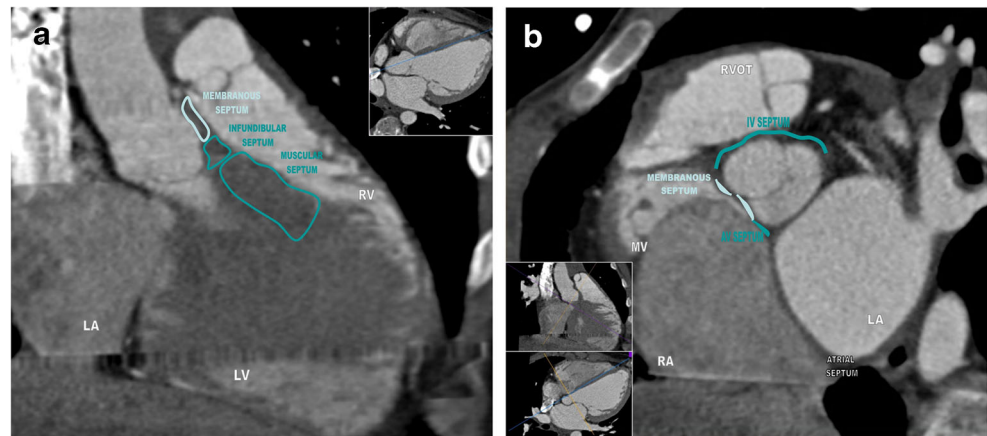 a
MEMBRANOUS
SEPTUM
INFUNDIBULAR
SEPTUM
MUSCULAR
SEPTUM
RV
LA
LV
b
RVOT
IV SEPTUM
MEMBRANOUS
SEPTUM
AV SEPTUM
MV
LA
RA
ATRIAL
SEPTUM